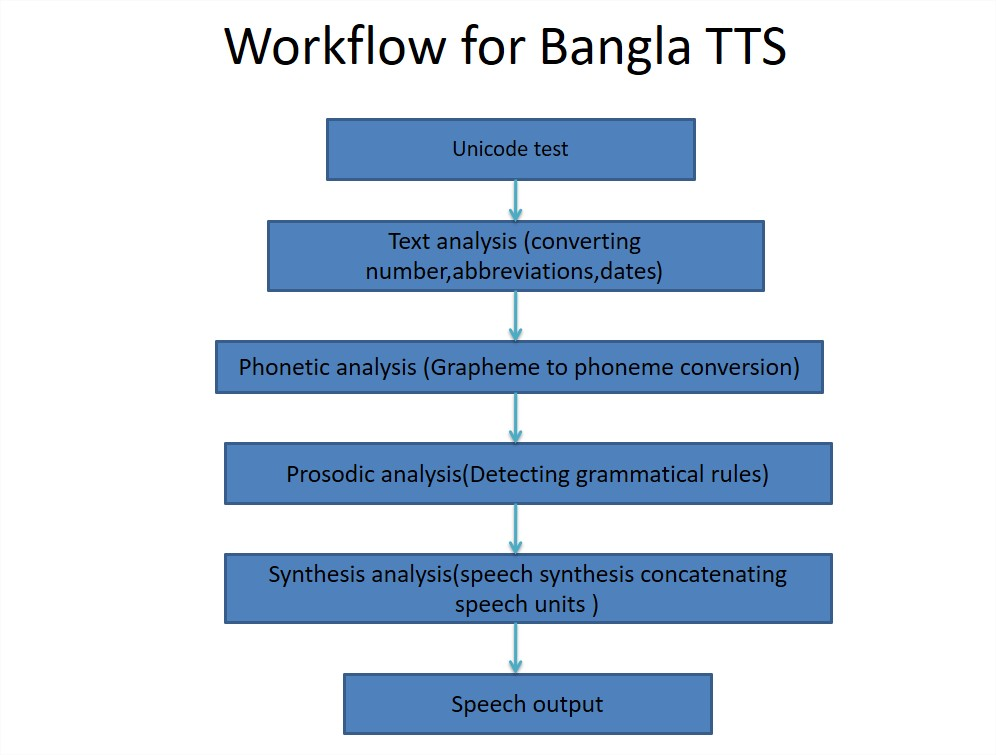 Workflow for Bangla TTS
Unicode test
Text analysis (converting
number,abbreviations,dates)
Phonetic analysis (Grapheme to phoneme conversion)
Prosodic analysis(Detecting grammatical rules)
Synthesis analysis(speech synthesis concatenating
speech units )
Speech output